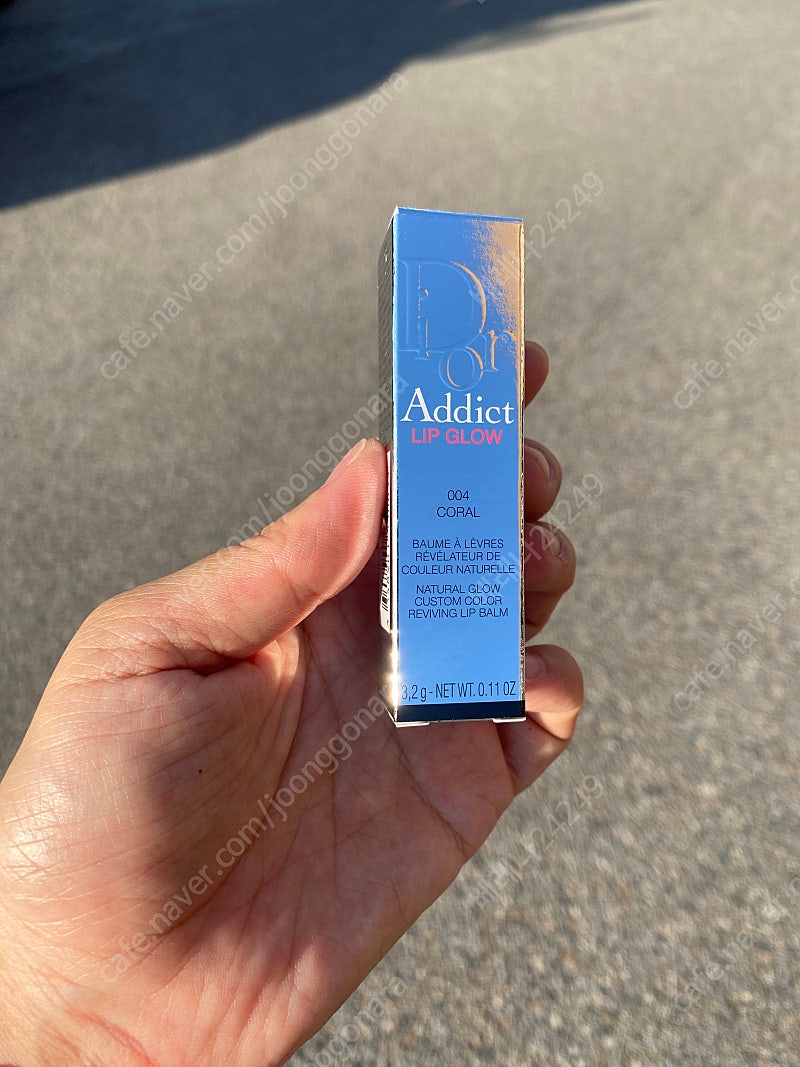 Dior
Addict
LIP GLOW
004
CORAL
BAUME À LÈVRES
RÉVÉLATEUR DE
COULEUR NATURELLE
NATURAL GLOW
CUSTOM COLOR
REVIVING LIP BALM
3,2 g - NET WT. 0.11 OZ
cafe.naver.com/joonggonara